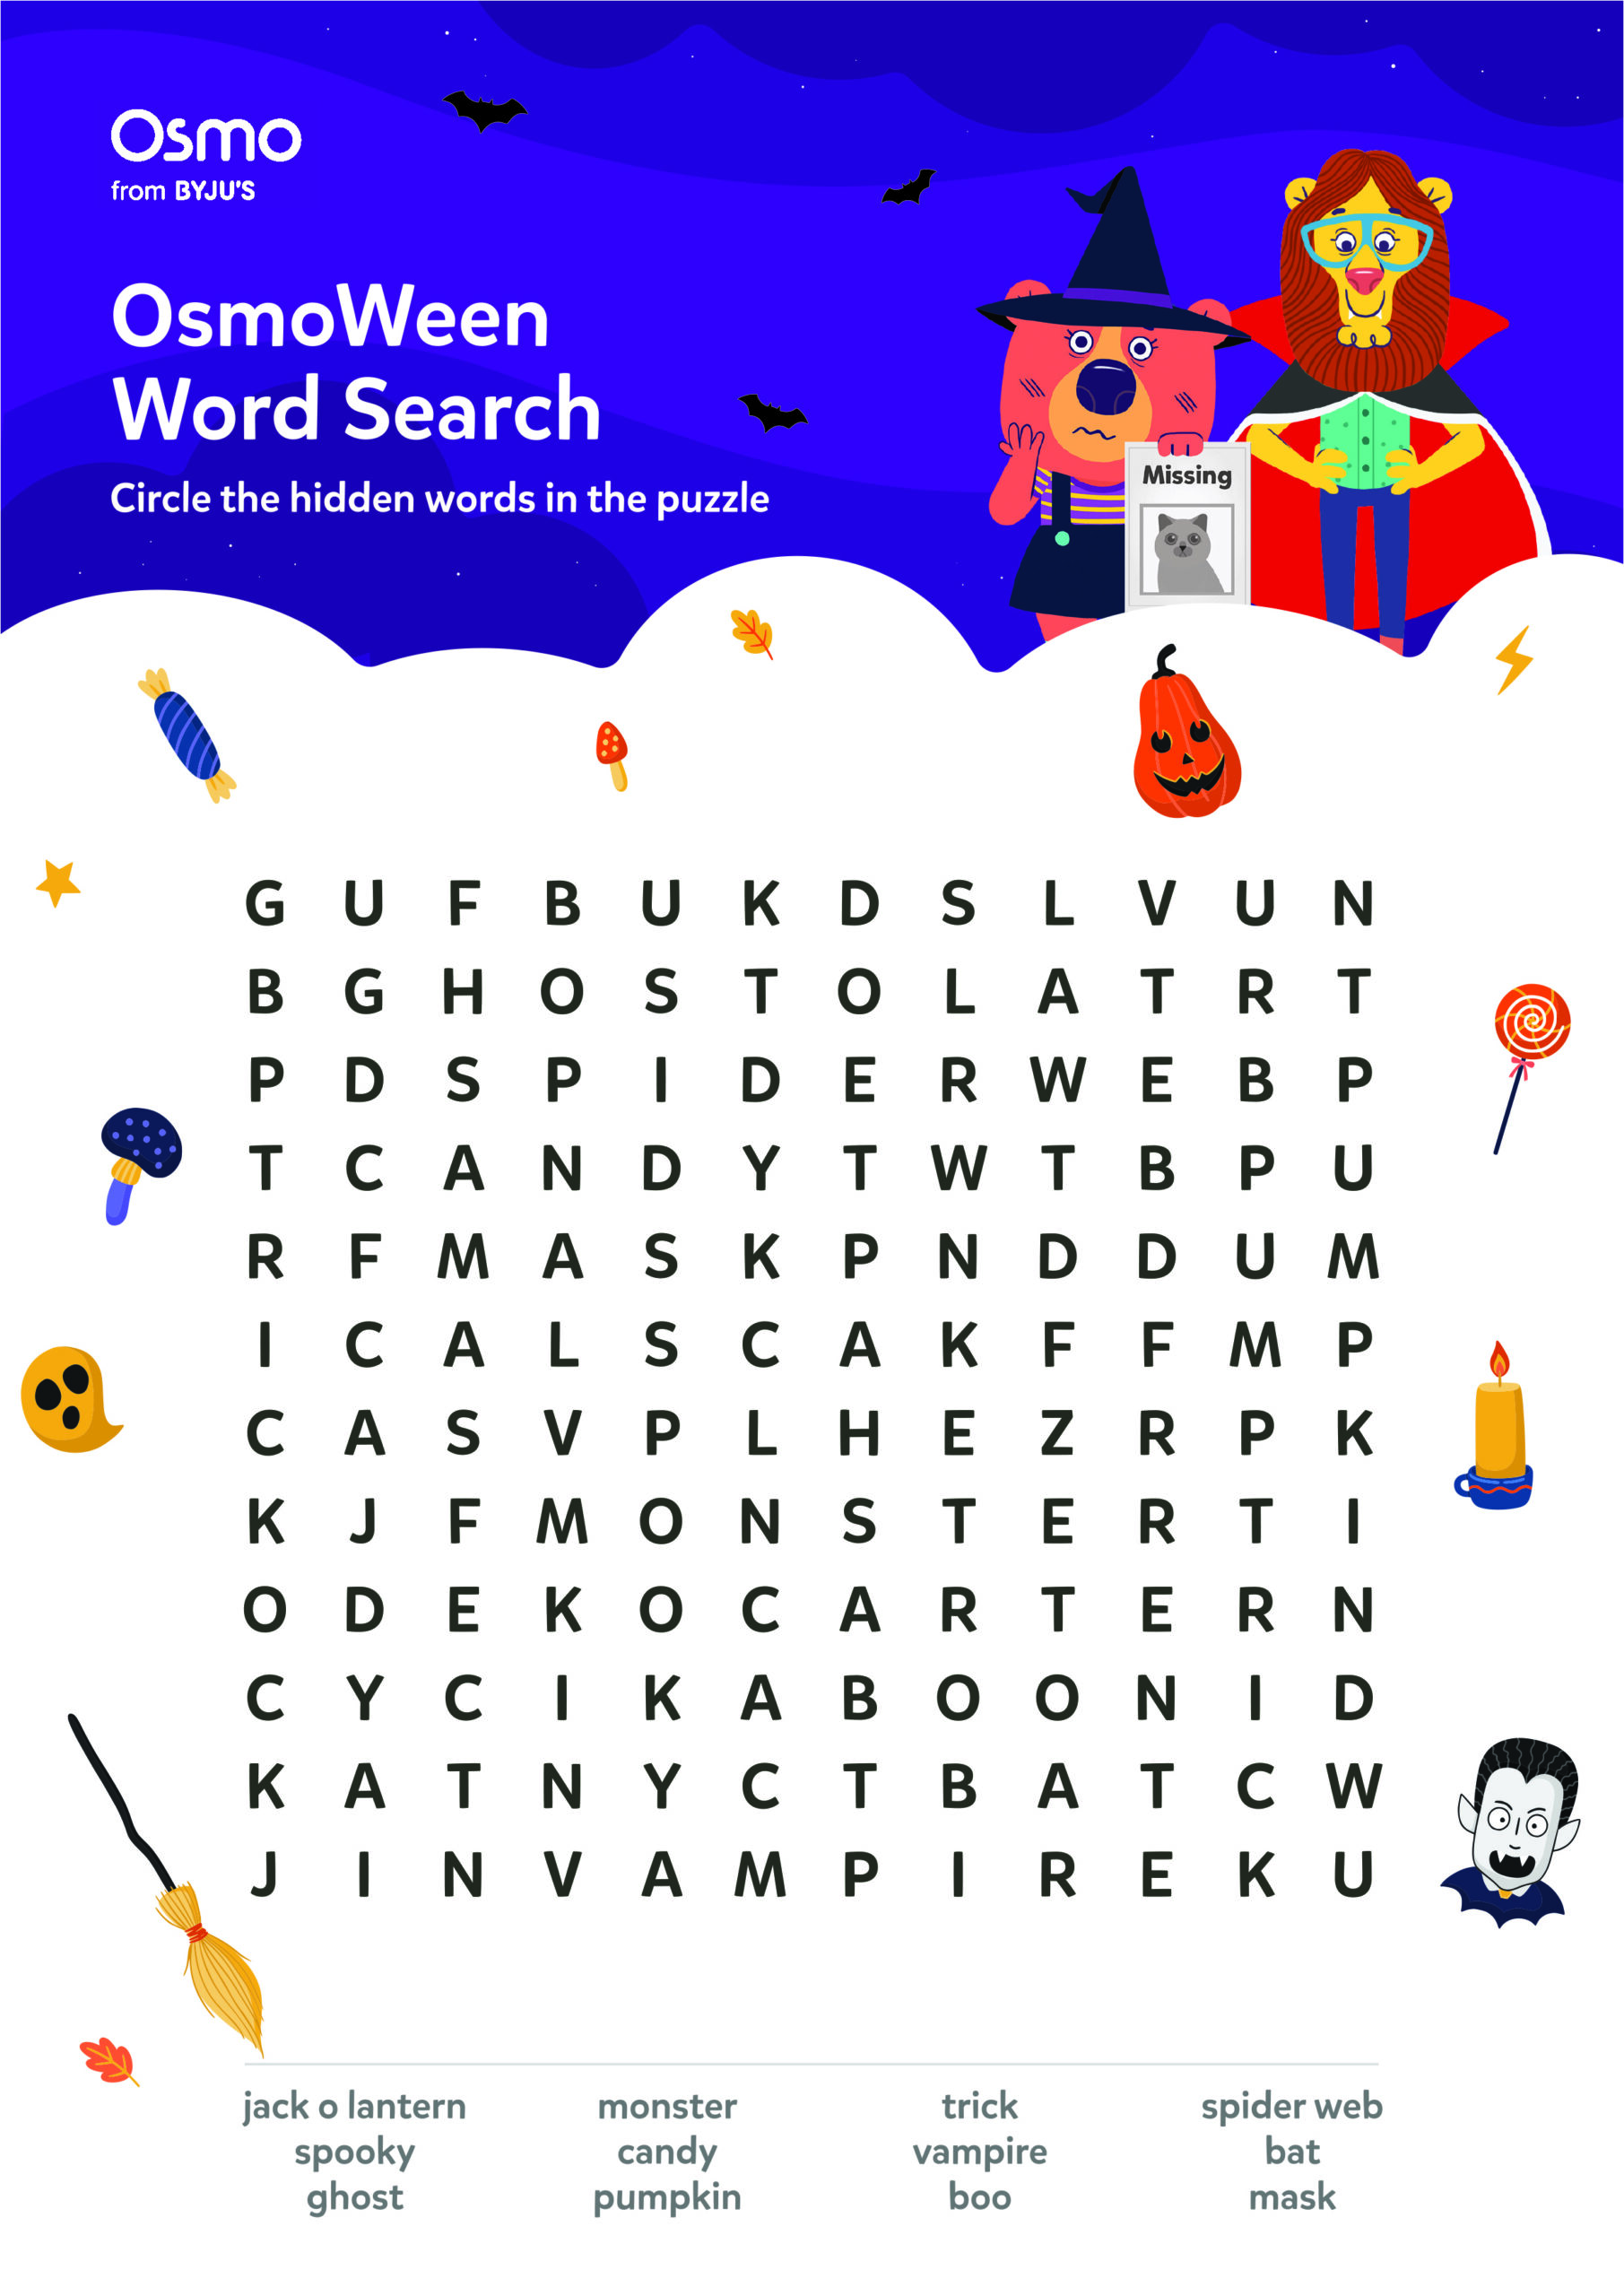 Osmo
from BYJU'S
OsmoWeen
Word Search
Circle the hidden words in the puzzle
Missing
G U F B U K D S L V U N
B G H O S T O L A T R T
P D S P I D E R W E B P
T C A N D Y T W T B P U
R F M A S K P N D D U M
I C A L S C A K F F M P
C A S V P L H E Z R P K
K J F M O N S T E R T I
O D E K O C A R T E R N
C Y C I K A B O O N I D
K A T N Y C T B A T C W
J I N V A M P I R E K U
jack o lantern monster trick spider web
spooky candy vampire bat
ghost pumpkin boo mask